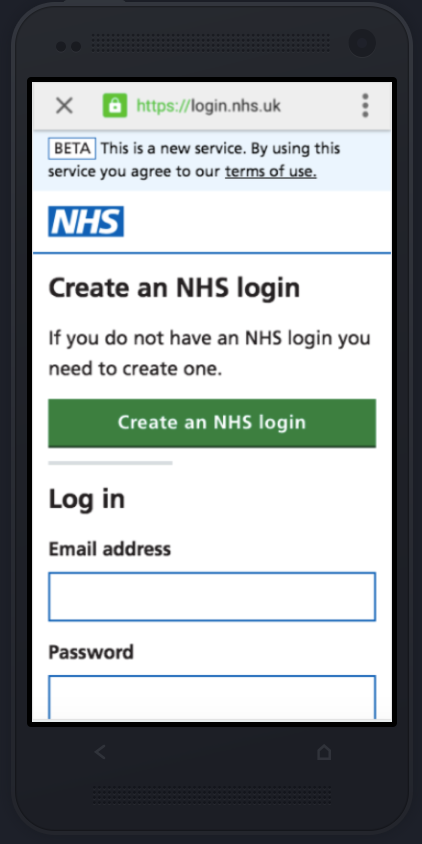 https://login.nhs.uk
BETA This is a new service. By using this
service you agree to our terms of use.
NHS
Create an NHS login
If you do not have an NHS login you
need to create one.
Create an NHS login
Log in
Email address
Password